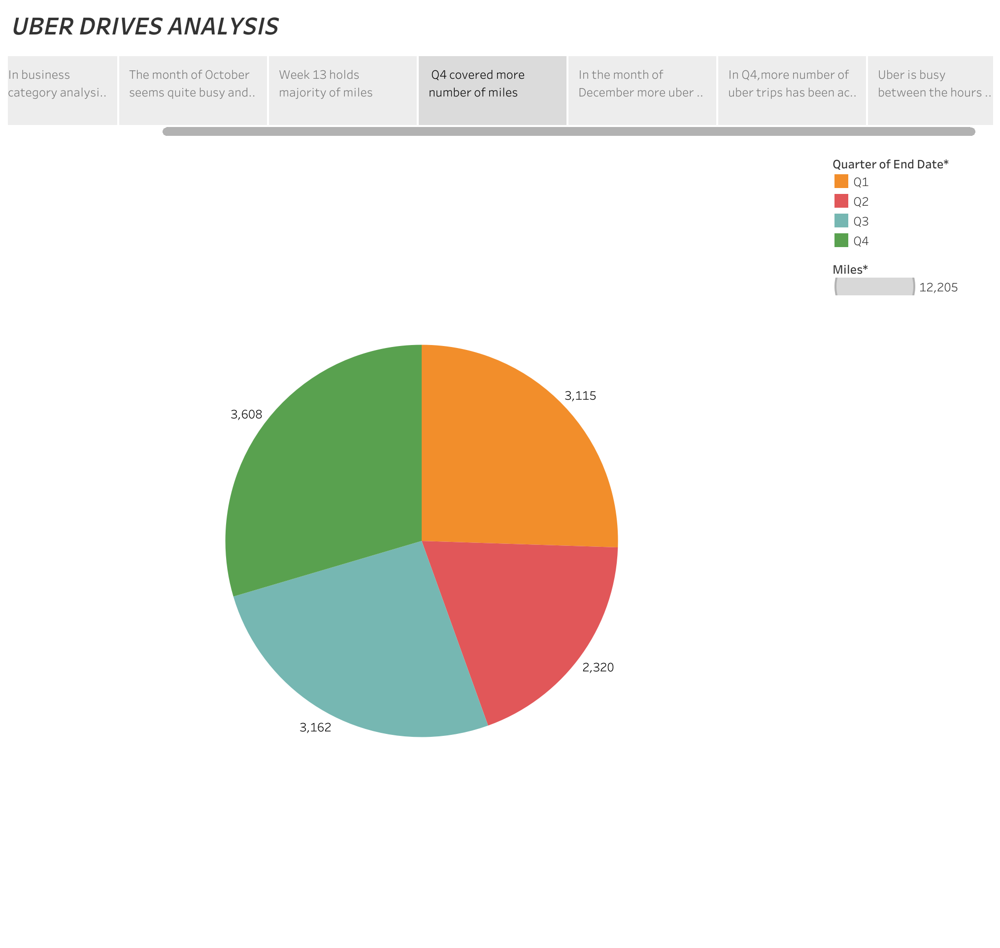 UBER DRIVES ANALYSIS
In business
category analysi..
The month of October
seems quite busy and..
Week 13 holds
majority of miles
Q4 covered more
number of miles
In the month of
December more uber ..
In Q4,more number of
uber trips has been ac..
Uber is busy
between the hours ..
Quarter of End Date*
Q1
Q2
Q3
Q4
Miles*
12,205
3,115
3,608
2,320
3,162